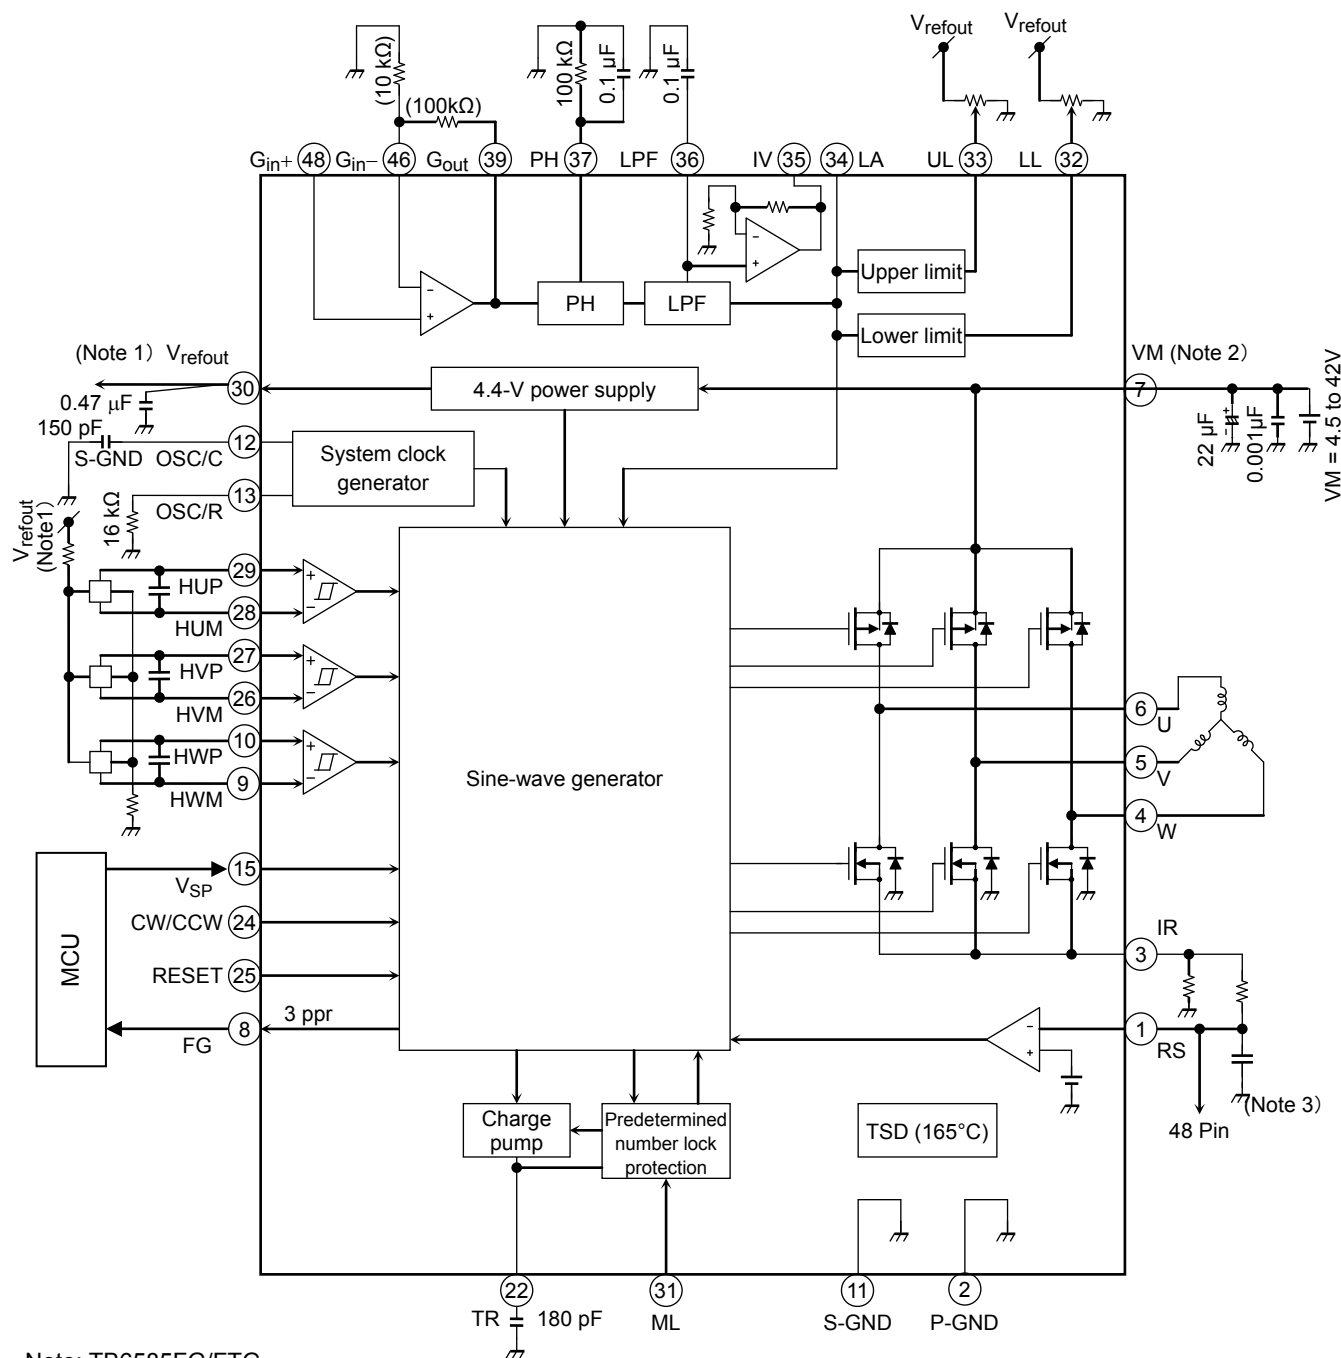 Vrefout
Vrefout
(10 kΩ)
100 kΩ
0.1 μF
0.1 μF
(100kΩ)
Gin+ 48
Gin− 46
Gout 39
PH 37
LPF 36
IV 35
34 LA
UL 33
LL 32
−
+
−
+
PH
LPF
Upper limit
Lower limit
(Note 1) Vrefout
30
4.4-V power supply
VM (Note 2)
7
0.47 μF
150 pF
S-GND
OSC/C
12
System clock
generator
13
OSC/R
16 kΩ
Vrefout
(Note1)
22 μF
+
-
0.001μF
VM = 4.5 to 42V
29
HUP
28
HUM
+
−
27
HVP
26
HVM
+
−
10
HWP
9
HWM
+
−
Sine-wave generator
6
U
5
V
4
W
MCU
15
VSP
CW/CCW 24
RESET 25
8
FG
3 ppr
IR
3
1
RS
−
+
(Note 3)
48 Pin
Charge
pump
Predetermined
number lock
protection
TSD (165°C)
22
TR
180 pF
31
ML
11
S-GND
2
P-GND